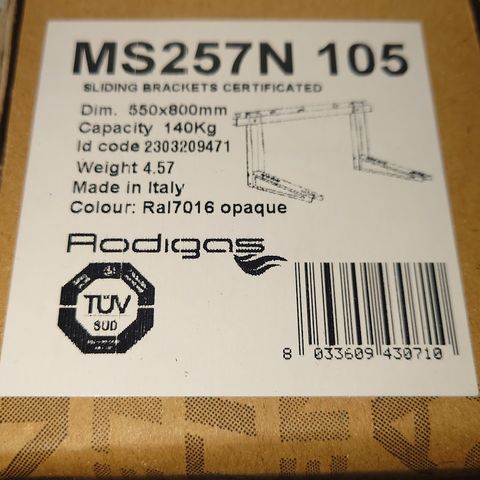 MS257N 105
SLIDING BRACKETS CERTIFICATED
Dim. 550x800mm
Capacity 140Kg
Id code 2303209471
Weight 4.57
Made in Italy
Colour: Ral7016 opaque
Rodigas
TÜV
SUD
8 033609 430710